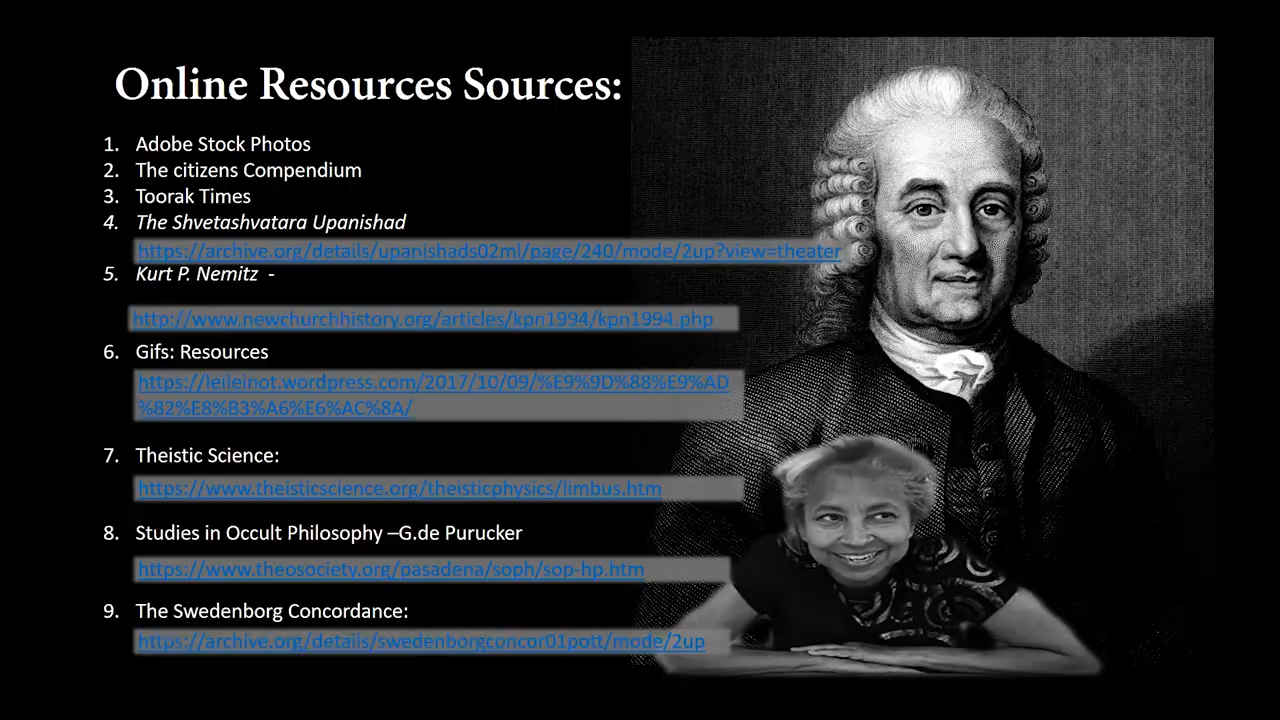 Online Resources Sources:
1. Adobe Stock Photos
2. The citizens Compendium
3. Toorak Times
4. The Shvetashvatara Upanishad
https://archive.org/details/upanishads02ml/page/240/mode/2up?view=theater
5. Kurt P. Nemitz -
http://www.newchurchhistory.org/articles/kpn1994/kpn1994.php
6. Gifs: Resources
https://leileinot.wordpress.com/2017/10/09/%E9%9D%88%E9%AD
%82%E8%B3%A6%E6%AC%8A/
7. Theistic Science:
https://www.theisticscience.org/theisticphysics/limbus.htm
8. Studies in Occult Philosophy –G.de Purucker
https://www.theosociety.org/pasadena/soph/sop-hp.htm
9. The Swedenborg Concordance:
https://archive.org/details/swedenborgconcor01pott/mode/2up